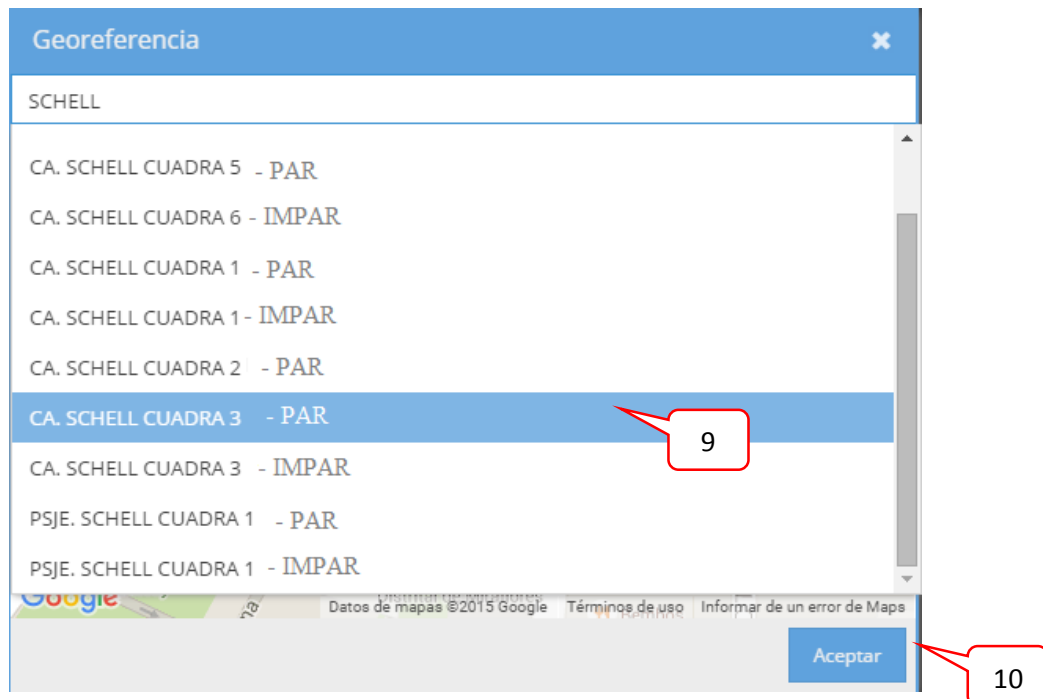 Georeferencia
SCHELL
CA. SCHELL CUADRA 5 - PAR
CA. SCHELL CUADRA 6 - IMPAR
CA. SCHELL CUADRA 1 - PAR
CA. SCHELL CUADRA 1 - IMPAR
CA. SCHELL CUADRA 2 - PAR
CA. SCHELL CUADRA 3 - PAR
9
CA. SCHELL CUADRA 3 - IMPAR
PSJE. SCHELL CUADRA 1 - PAR
PSJE. SCHELL CUADRA 1 - IMPAR
Google Datos de mapas ©2015 Google Términos de uso Informar de un error de Maps
Aceptar
10